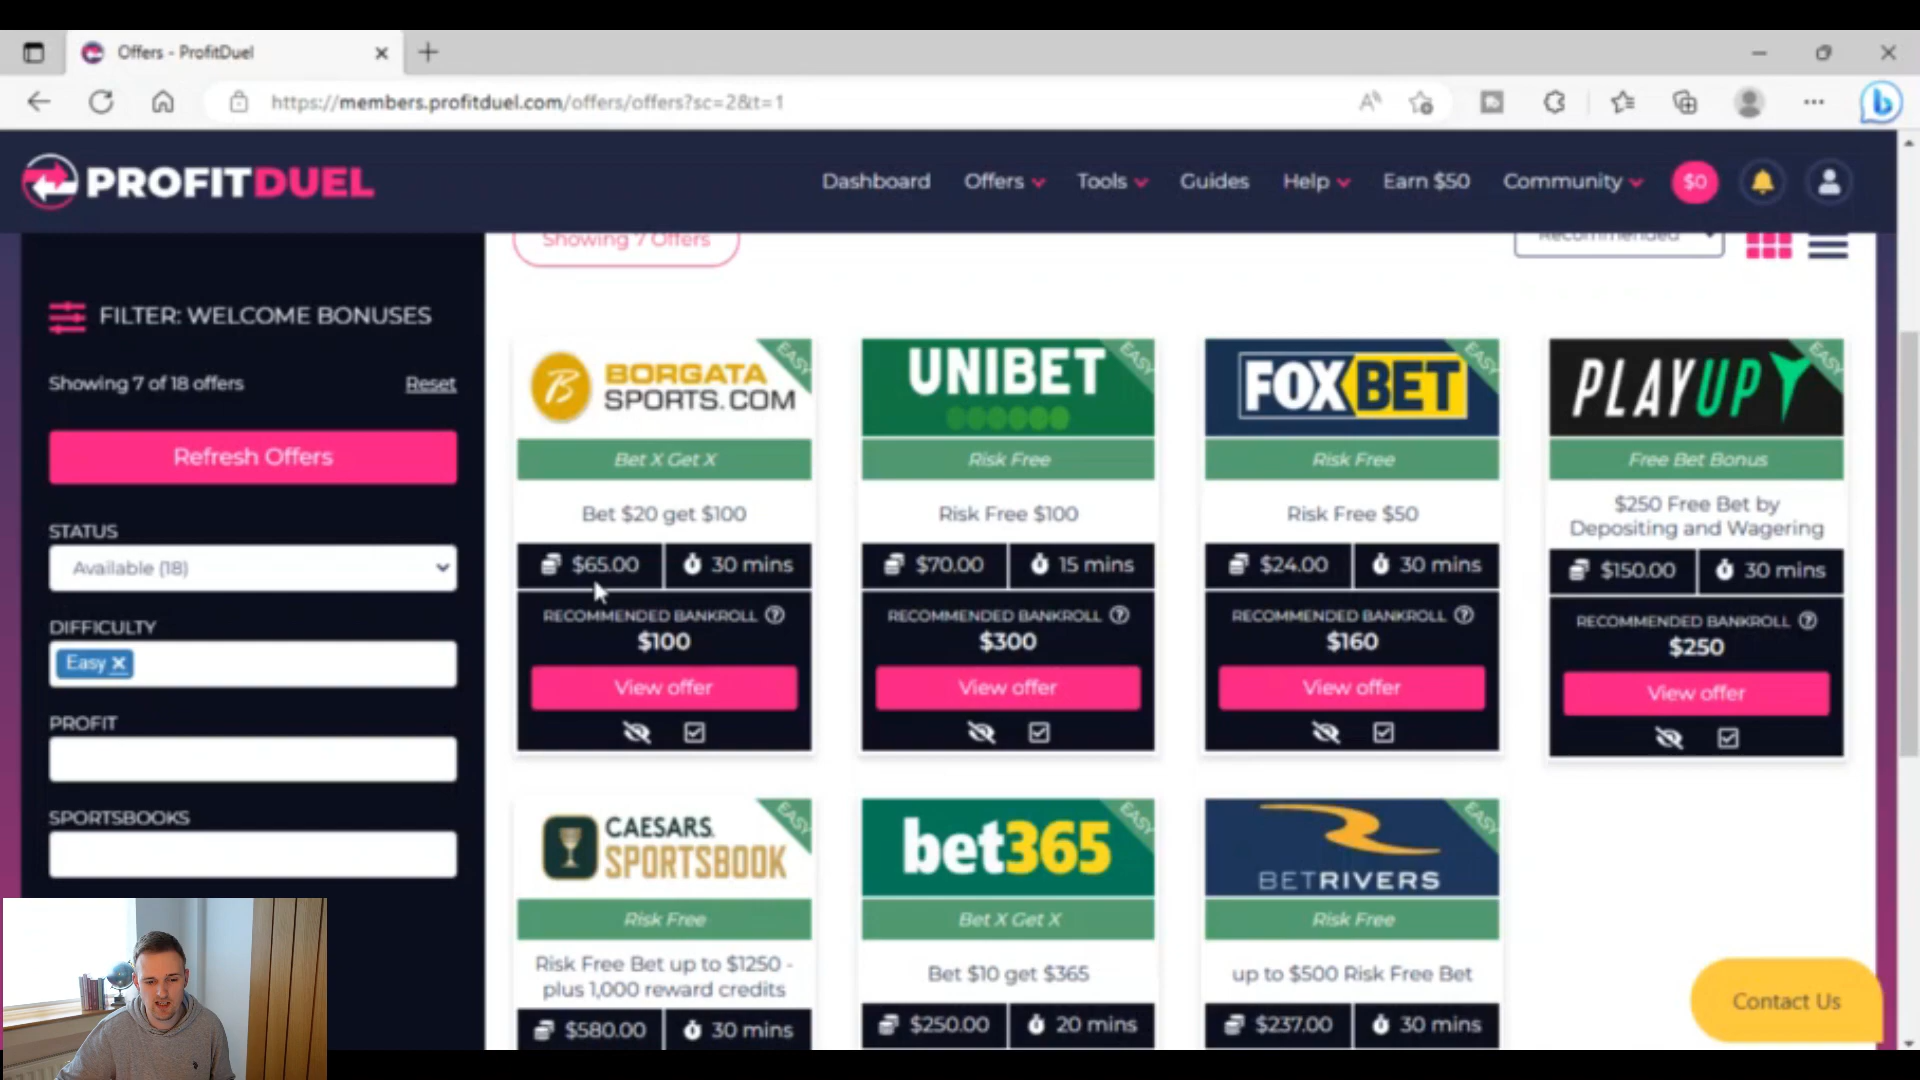 Offers - ProfitDuel
https://members.profitduel.com/offers/offers?sc=2&t=1
PROFITDUEL
Dashboard
Offers
Tools
Guides
Help
Earn $50
Community
$0
Showing 7 Offers
Recommended
FILTER: WELCOME BONUSES
Showing 7 of 18 offers
Reset
Refresh Offers
STATUS
Available (18)
DIFFICULTY
Easy
PROFIT
SPORTSBOOKS
BORGATA
SPORTS.COM
EASY
Bet X Get X
Bet $20 get $100
$65.00
30 mins
RECOMMENDED BANKROLL
$100
View offer
UNIBET
EASY
Risk Free
Risk Free $100
$70.00
15 mins
RECOMMENDED BANKROLL
$300
View offer
FOXBET
EASY
Risk Free
Risk Free $50
$24.00
30 mins
RECOMMENDED BANKROLL
$160
View offer
PLAYUP
EASY
Free Bet Bonus
$250 Free Bet by
Depositing and Wagering
$150.00
30 mins
RECOMMENDED BANKROLL
$250
View offer
CAESARS
SPORTSBOOK
EASY
Risk Free
Risk Free Bet up to $1250 -
plus 1,000 reward credits
$580.00
30 mins
bet365
EASY
Bet X Get X
Bet $10 get $365
$250.00
20 mins
BETRIVERS
EASY
Risk Free
up to $500 Risk Free Bet
$237.00
30 mins
Contact Us